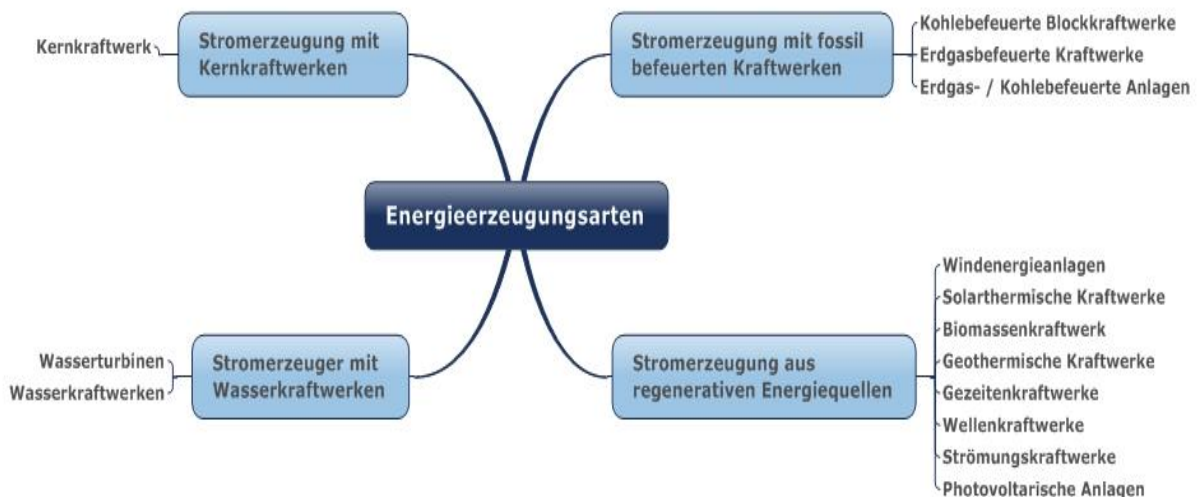 Kernkraftwerk
Stromerzeugung mit
Kernkraftwerken
Stromerzeugung mit fossil
befeuerten Kraftwerken
Kohlebefeuerte Blockkraftwerke
Erdgasbefeuerte Kraftwerke
Erdgas- / Kohlebefeuerte Anlagen
Energieerzeugungsarten
Wasserturbinen
Wasserkraftwerken
Stromerzeuger mit
Wasserkraftwerken
Stromerzeugung aus
regenerativen Energiequellen
Windenergieanlagen
Solarthermische Kraftwerke
Biomassenkraftwerk
Geothermische Kraftwerke
Gezeitenkraftwerke
Wellenkraftwerke
Strömungskraftwerke
Photovoltarische Anlagen